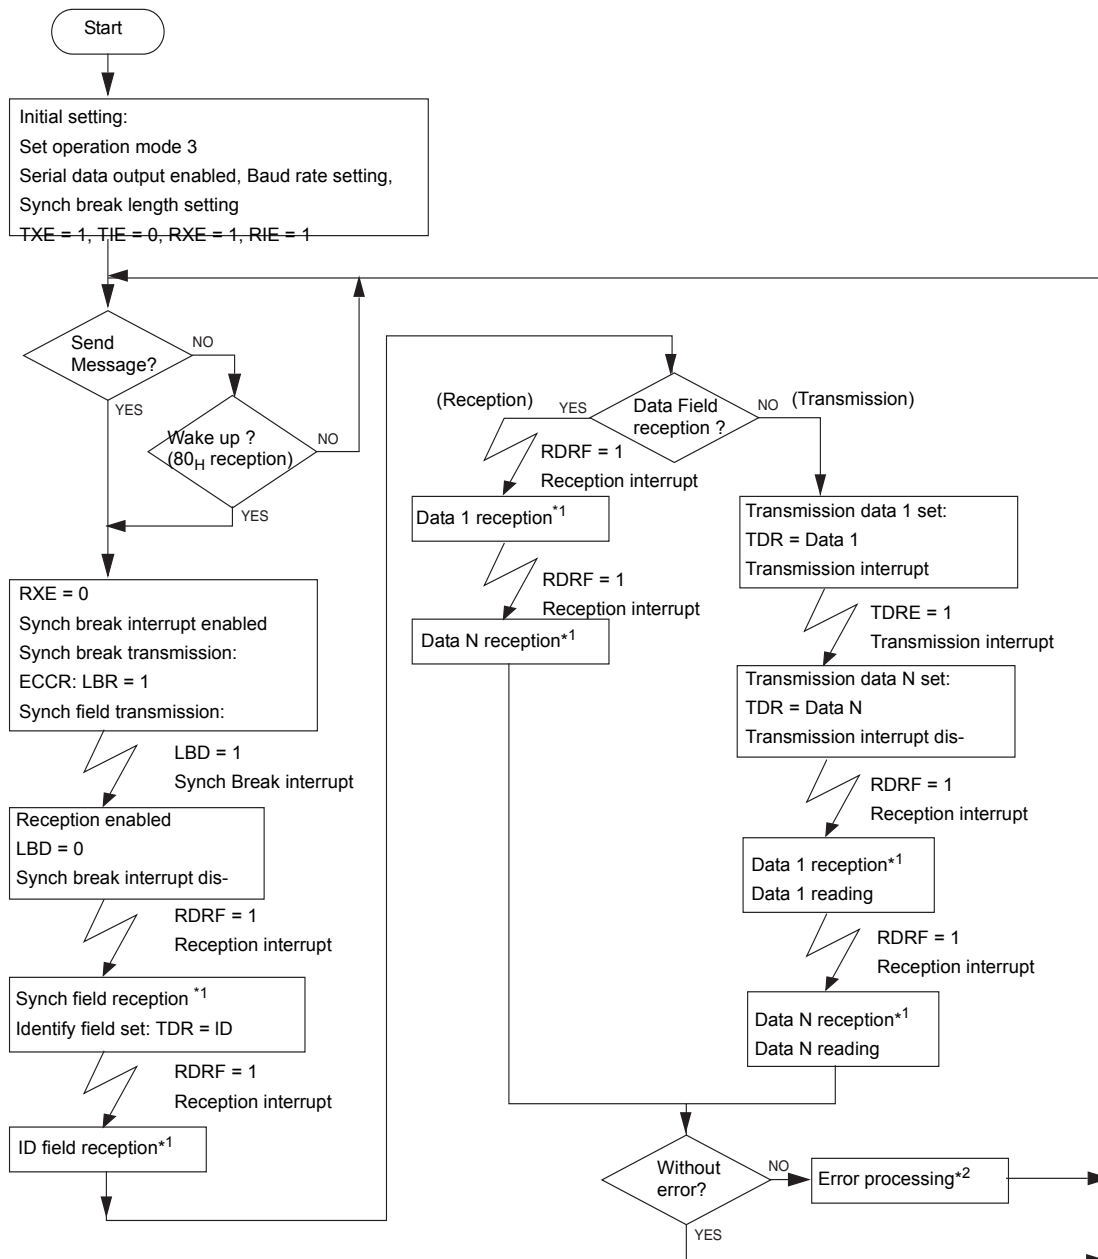 Start
Initial setting:
Set operation mode 3
Serial data output enabled, Baud rate setting,
Synch break length setting
TXE = 1, TIE = 0, RXE = 1, RIE = 1
Send
Message?
NO
YES
Wake up ?
(80H reception)
NO
YES
RXE = 0
Synch break interrupt enabled
Synch break transmission:
ECCR: LBR = 1
Synch field transmission:
LBD = 1
Synch Break interrupt
Reception enabled
LBD = 0
Synch break interrupt dis-
RDRF = 1
Reception interrupt
Synch field reception *1
Identify field set: TDR = ID
RDRF = 1
Reception interrupt
ID field reception*1
Data Field
reception ?
(Reception)
YES
NO
(Transmission)
RDRF = 1
Reception interrupt
Data 1 reception*1
RDRF = 1
Reception interrupt
Data N reception*1
Transmission data 1 set:
TDR = Data 1
Transmission interrupt
TDRE = 1
Transmission interrupt
Transmission data N set:
TDR = Data N
Transmission interrupt dis-
RDRF = 1
Reception interrupt
Data 1 reception*1
Data 1 reading
RDRF = 1
Reception interrupt
Data N reception*1
Data N reading
Without
error?
NO
Error processing*2
YES